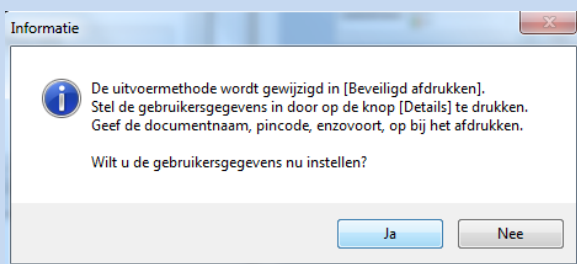 Informatie
De uitvoermethode wordt gewijzigd in [Beveiligd afdrukken].
Stel de gebruikersgegevens in door op de knop [Details] te drukken.
Geef de documentnaam, pincode, enzovoort, op bij het afdrukken.
Wilt u de gebruikersgegevens nu instellen?
Ja
Nee